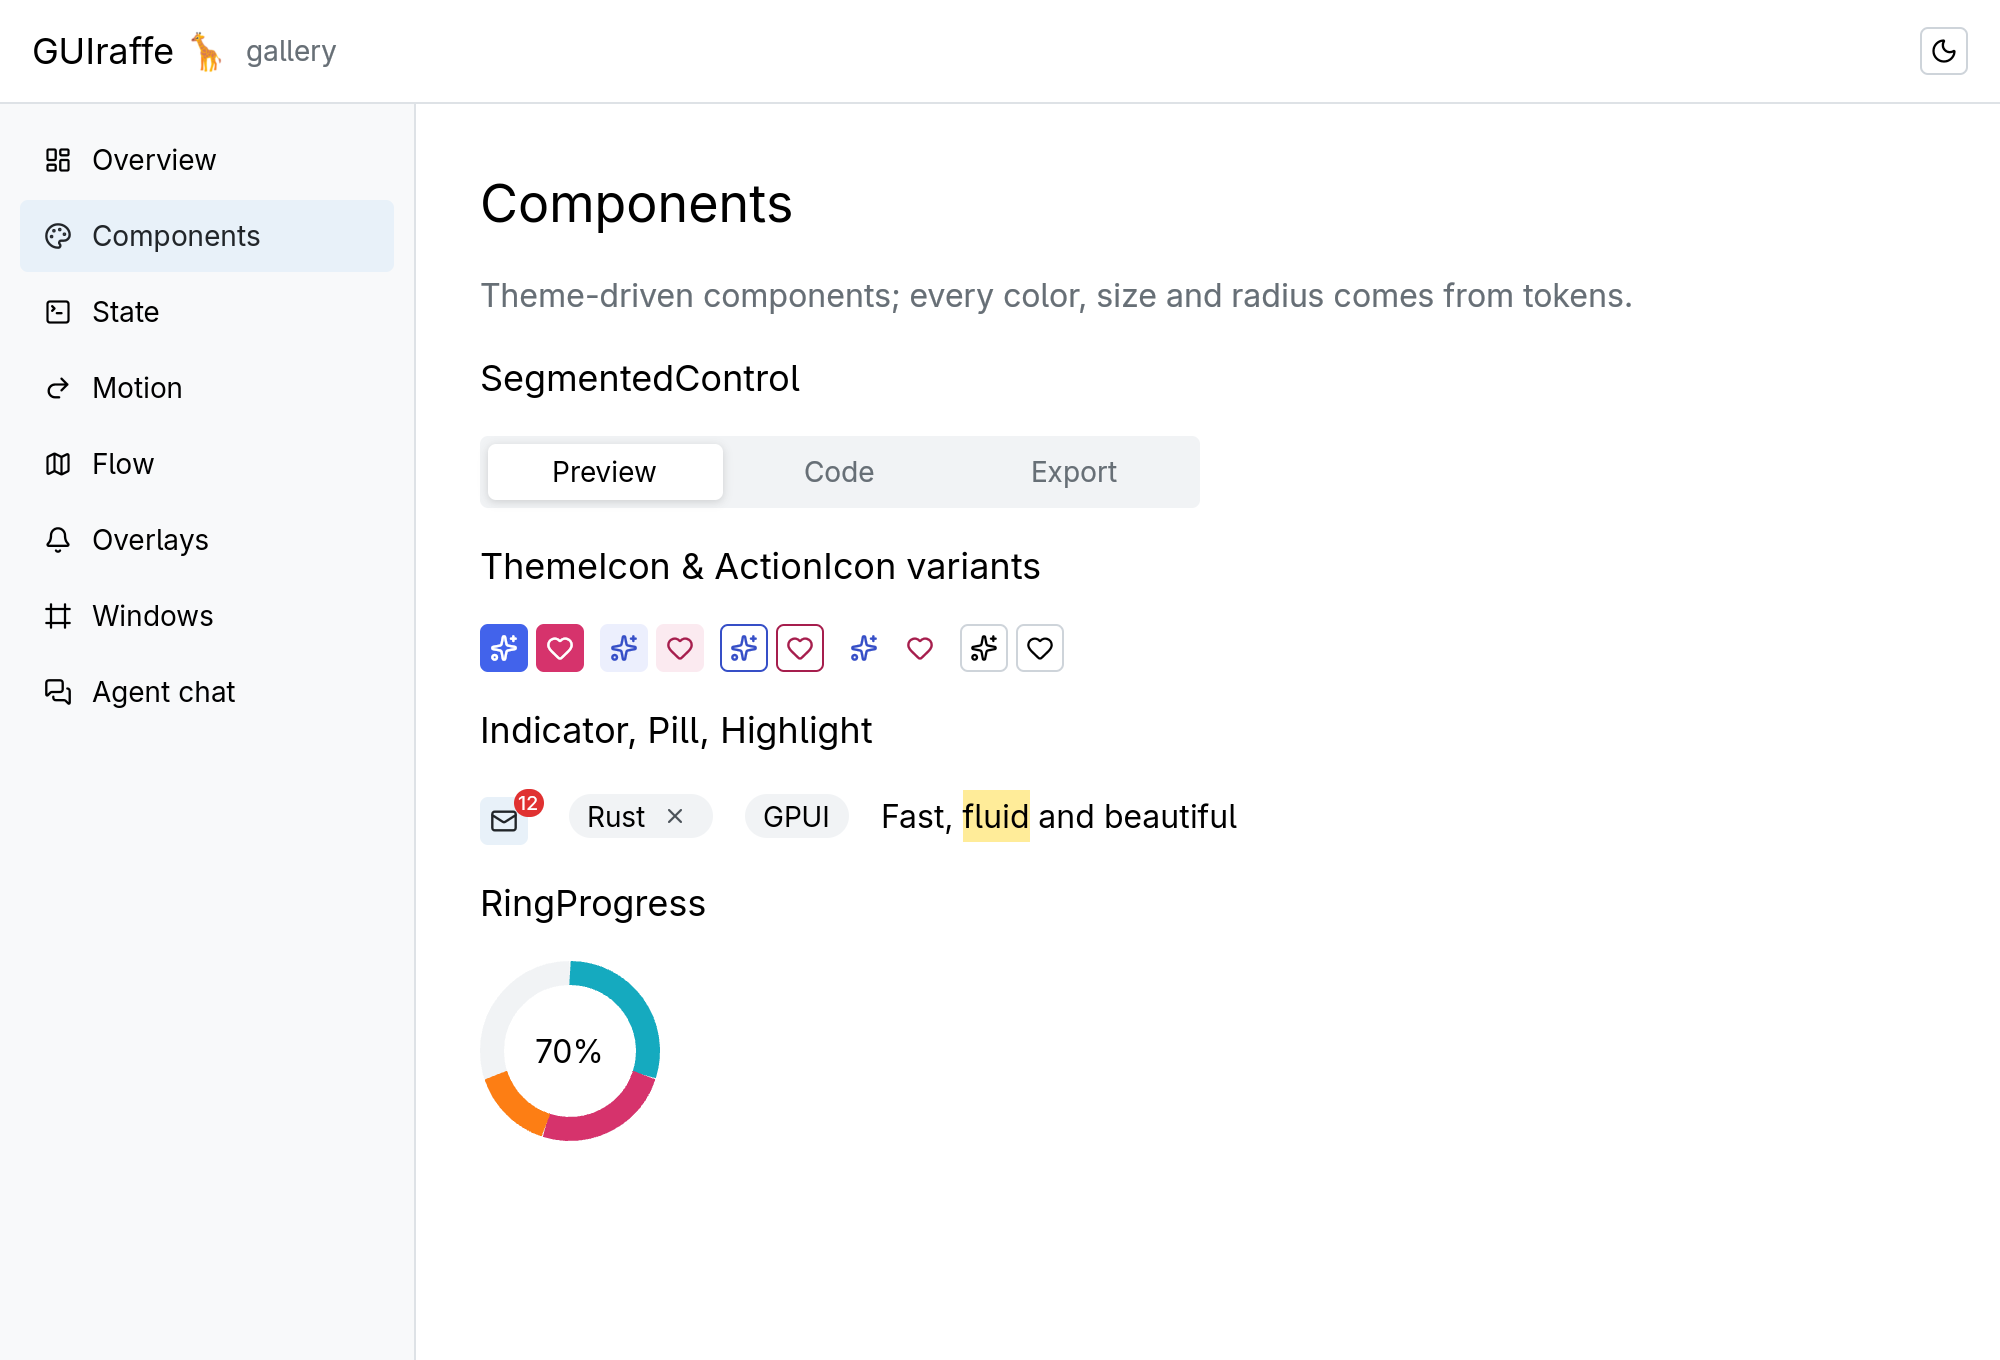 GUIraffe 🦒 gallery
Overview
Components
State
Motion
Flow
Overlays
Windows
Agent chat
Components
Theme-driven components; every color, size and radius comes from tokens.
SegmentedControl
Preview Code Export
ThemeIcon & ActionIcon variants
Indicator, Pill, Highlight
12 Rust GPUI Fast, fluid and beautiful
RingProgress
70%